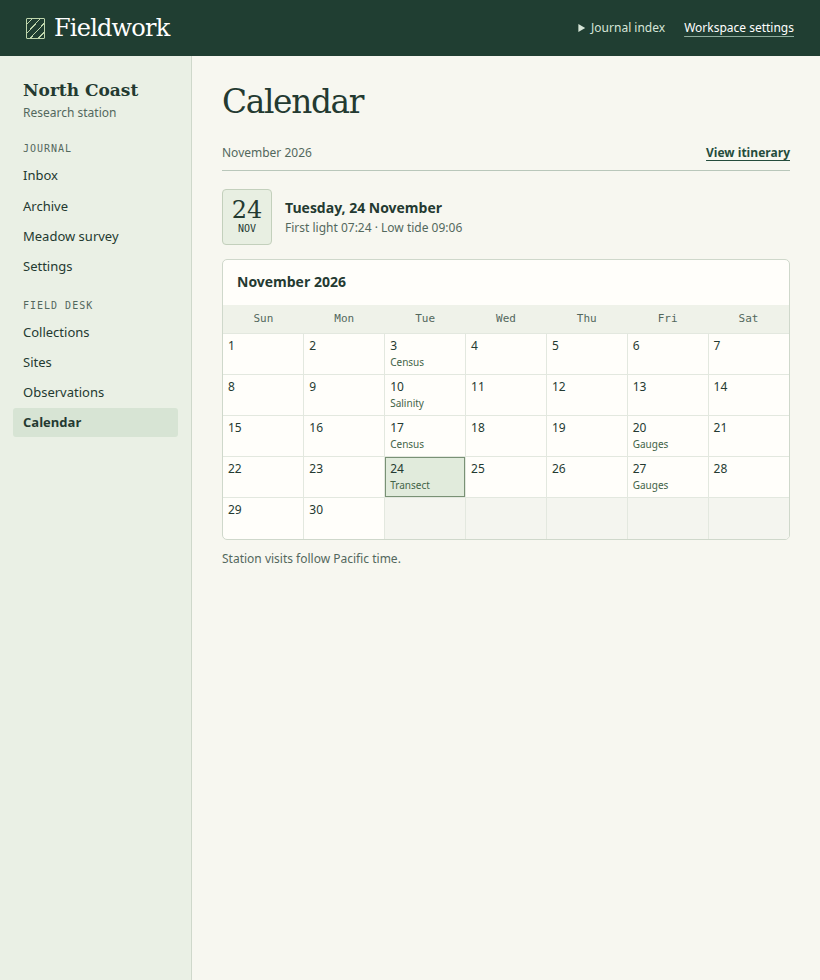 Fieldwork
Journal index
Workspace settings
North Coast
Research station
JOURNAL
Inbox
Archive
Meadow survey
Settings
FIELD DESK
Collections
Sites
Observations
Calendar
Calendar
November 2026
View itinerary
24
NOV
Tuesday, 24 November
First light 07:24 · Low tide 09:06
November 2026
Sun Mon Tue Wed Thu Fri Sat
1 2 3 4 5 6 7
Census
8 9 10 11 12 13 14
Salinity
15 16 17 18 19 20 21
Census Gauges
22 23 24 25 26 27 28
Transect Gauges
29 30
Station visits follow Pacific time.